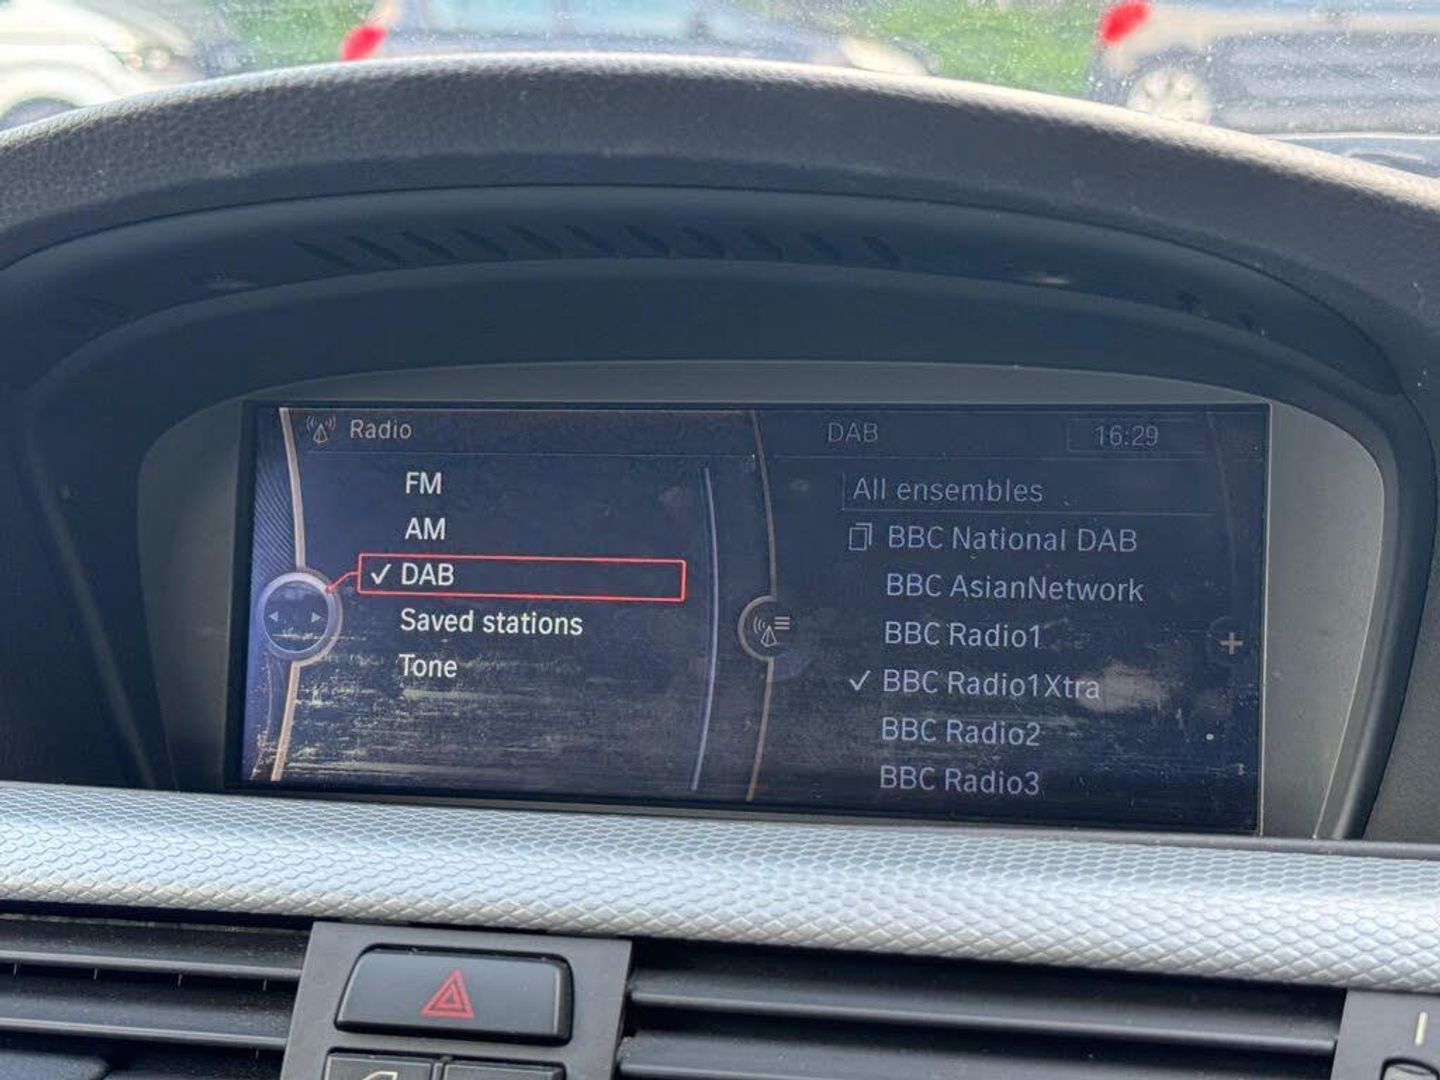 Radio
FM
AM
DAB
Saved stations
Tone
DAB
16:29
All ensembles
BBC National DAB
BBC AsianNetwork
BBC Radio1
BBC Radio1Xtra
BBC Radio2
BBC Radio3